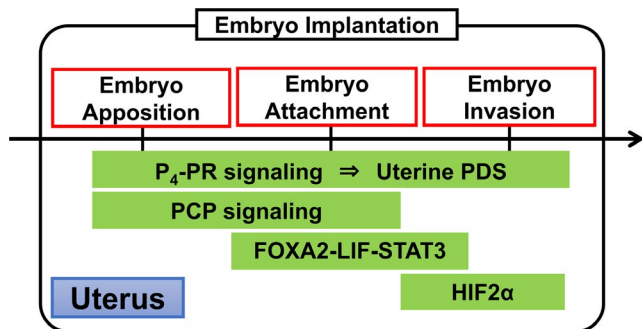 Embryo Implantation
Embryo
Apposition
Embryo
Attachment
Embryo
Invasion
P₄-PR signaling ⇒ Uterine PDS
PCP signaling
FOXA2-LIF-STAT3
HIF2α
Uterus